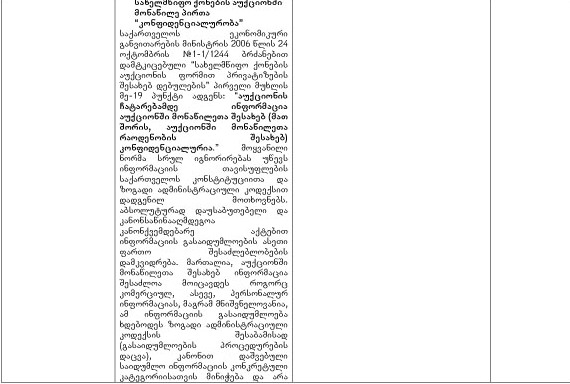 სახელმწიფო ქონების აუქციონში
მონაწილე პირთა
“კონფიდენციალურობა”
საქართველოს ეკონომიკური
განვითარების მინისტრის 2006 წლის 24
ოქტომბრის №1-1/1244 ბრძანებით
დამტკიცებული "სახელმწიფო ქონების
აუქციონის ფორმით პრივატიზების
შესახებ დებულების" პირველი მუხლის
მე-19 პუნქტი ადგენს: "აუქციონის
ჩატარებამდე ინფორმაცია
აუქციონში მონაწილეთა შესახებ (მათ
შორის, აუქციონში მონაწილეთა
რაოდენობის შესახებ)
კონფიდენციალურია." მოყვანილი
ნორმა სრულ იგნორირებას უწევს
ინფორმაციის თავისუფლების
საქართველოს კონსტიტუციითა და
ზოგადი ადმინისტრაციული კოდექსით
დადგენილ მოთხოვნებს.
აბსოლუტურად დაუსაბუთებელი და
კანონსაწინააღმდეგოა
კანონქვემდებარე აქტებით
ინფორმაციის გასაიდუმლოების ასეთი
ფართო შესაძლებლობების
დამკვიდრება. მართალია, აუქციონში
მონაწილეთა შესახებ ინფორმაცია
შესაძლოა მოიცავდეს როგორც
კომერციულ, ასევე, პერსონალურ
ინფორმაციას, მაგრამ მნიშვნელოვანია,
ამ ინფორმაციის გასაიდუმლოება
ხდებოდეს ზოგადი ადმინისტრაციული
კოდექსის შესაბამისად
(გასაიდუმლოების პროცედურების
დაცვა), კანონით დაშვებული
საიდუმლო ინფორმაციის კონკრეტული
კატეგორიისათვის მინიჭება და არა